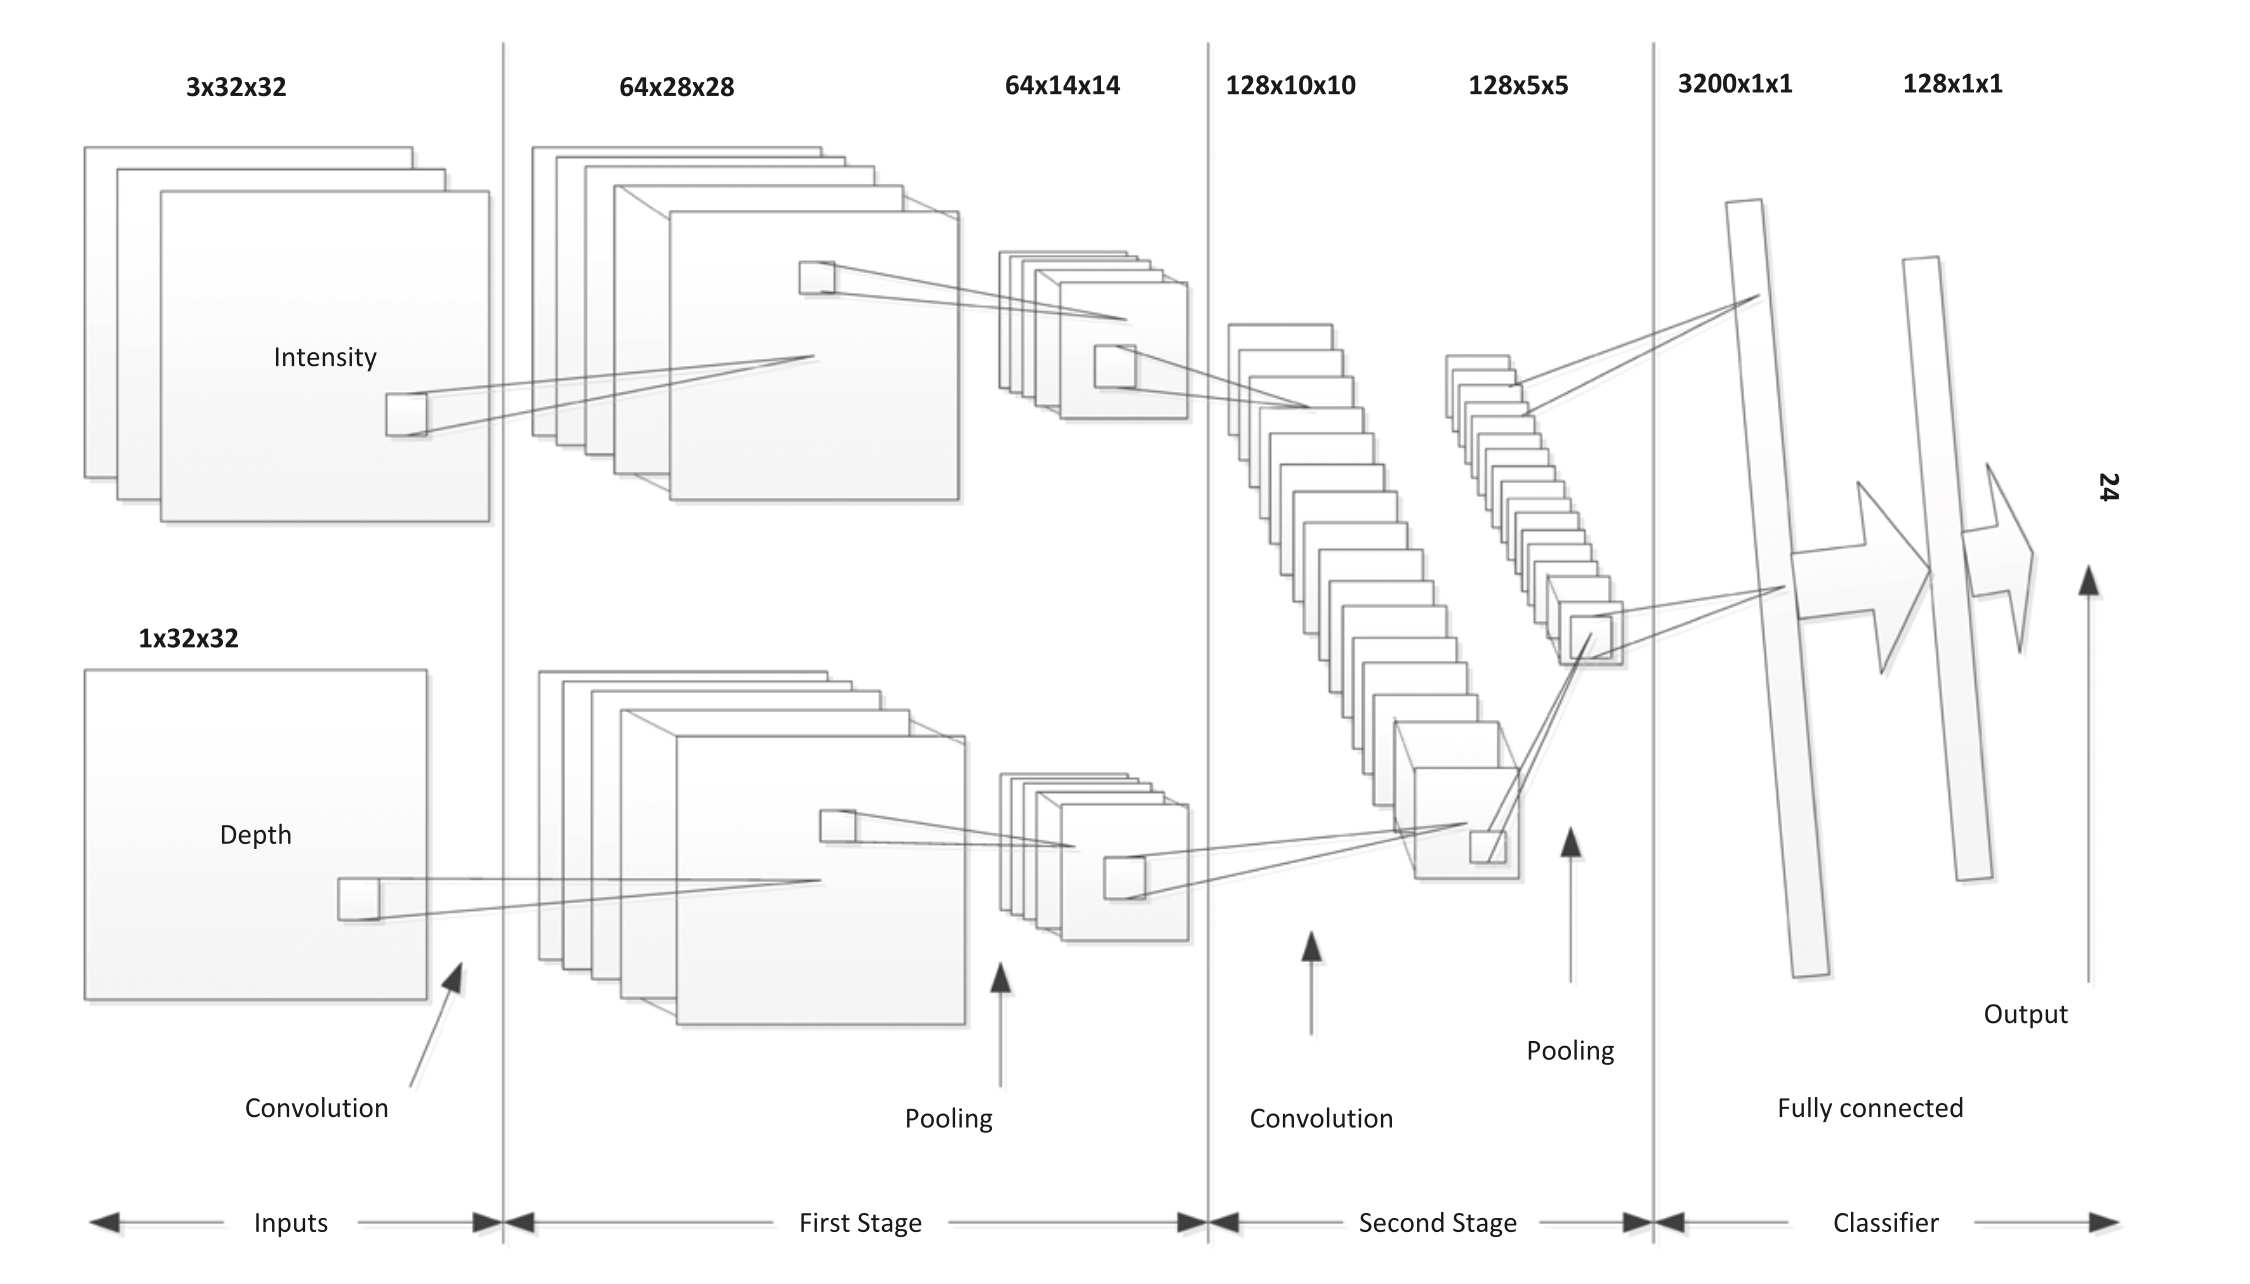 3x32x32
64x28x28
64x14x14
128x10x10
128x5x5
3200x1x1
128x1x1
Intensity
24
1x32x32
Depth
Output
Pooling
Convolution
Pooling
Convolution
Fully connected
Inputs
First Stage
Second Stage
Classifier